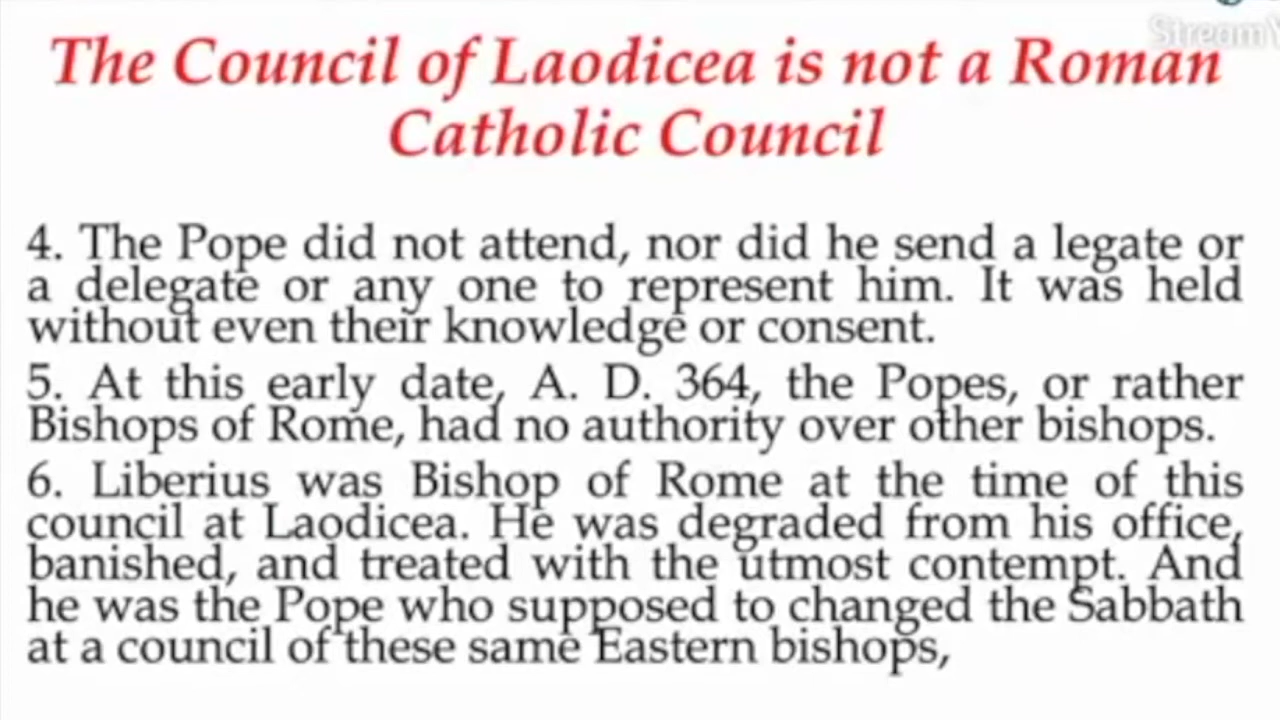 Stream
The Council of Laodicea is not a Roman
Catholic Council
4. The Pope did not attend, nor did he send a legate or
a delegate or any one to represent him. It was held
without even their knowledge or consent.
5. At this early date, A. D. 364, the Popes, or rather
Bishops of Rome, had no authority over other bishops.
6. Liberius was Bishop of Rome at the time of this
council at Laodicea. He was degraded from his office,
banished, and treated with the utmost contempt. And
he was the Pope who supposed to changed the Sabbath
at a council of these same Eastern bishops,